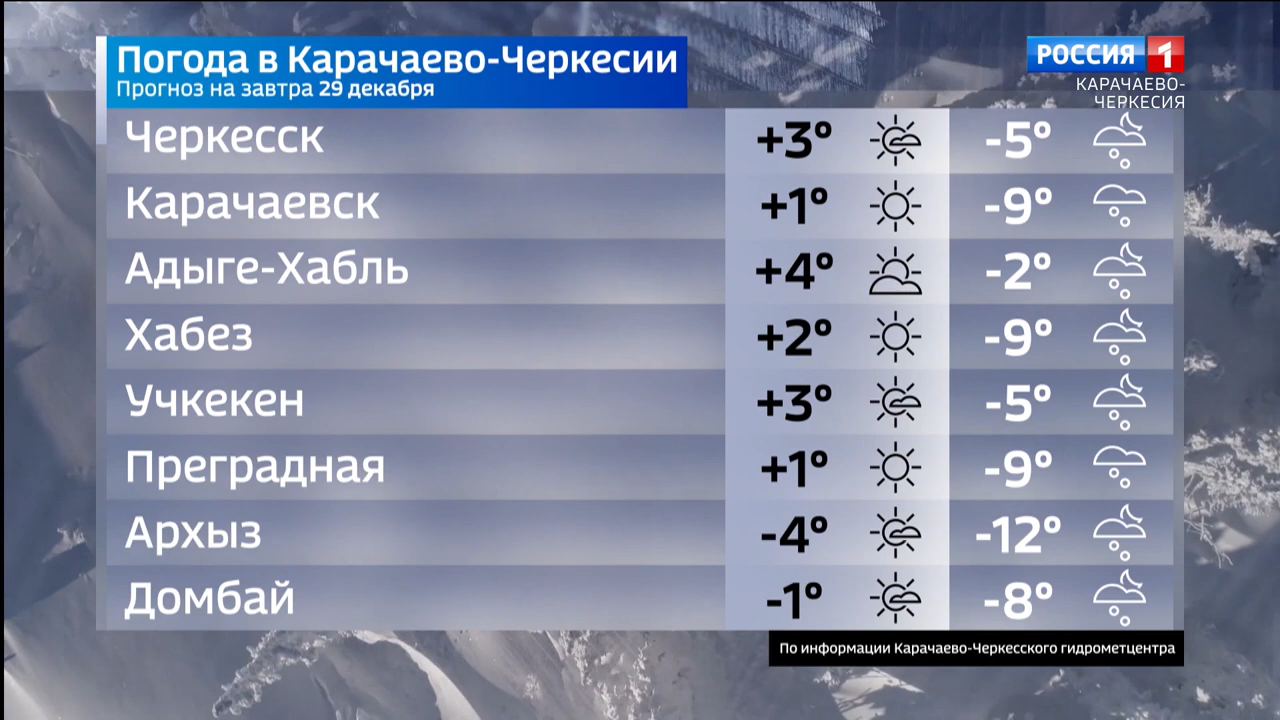 Погода в Карачаево-Черкесии
Прогноз на завтра 29 декабря
РОССИЯ 1
КАРАЧАЕВО-
ЧЕРКЕСИЯ
Черкесск +3° -5°
Карачаевск +1° -9°
Адыге-Хабль +4° -2°
Хабез +2° -9°
Учкекен +3° -5°
Преградная +1° -9°
Архыз -4° -12°
Домбай -1° -8°
По информации Карачаево-Черкесского гидрометцентра